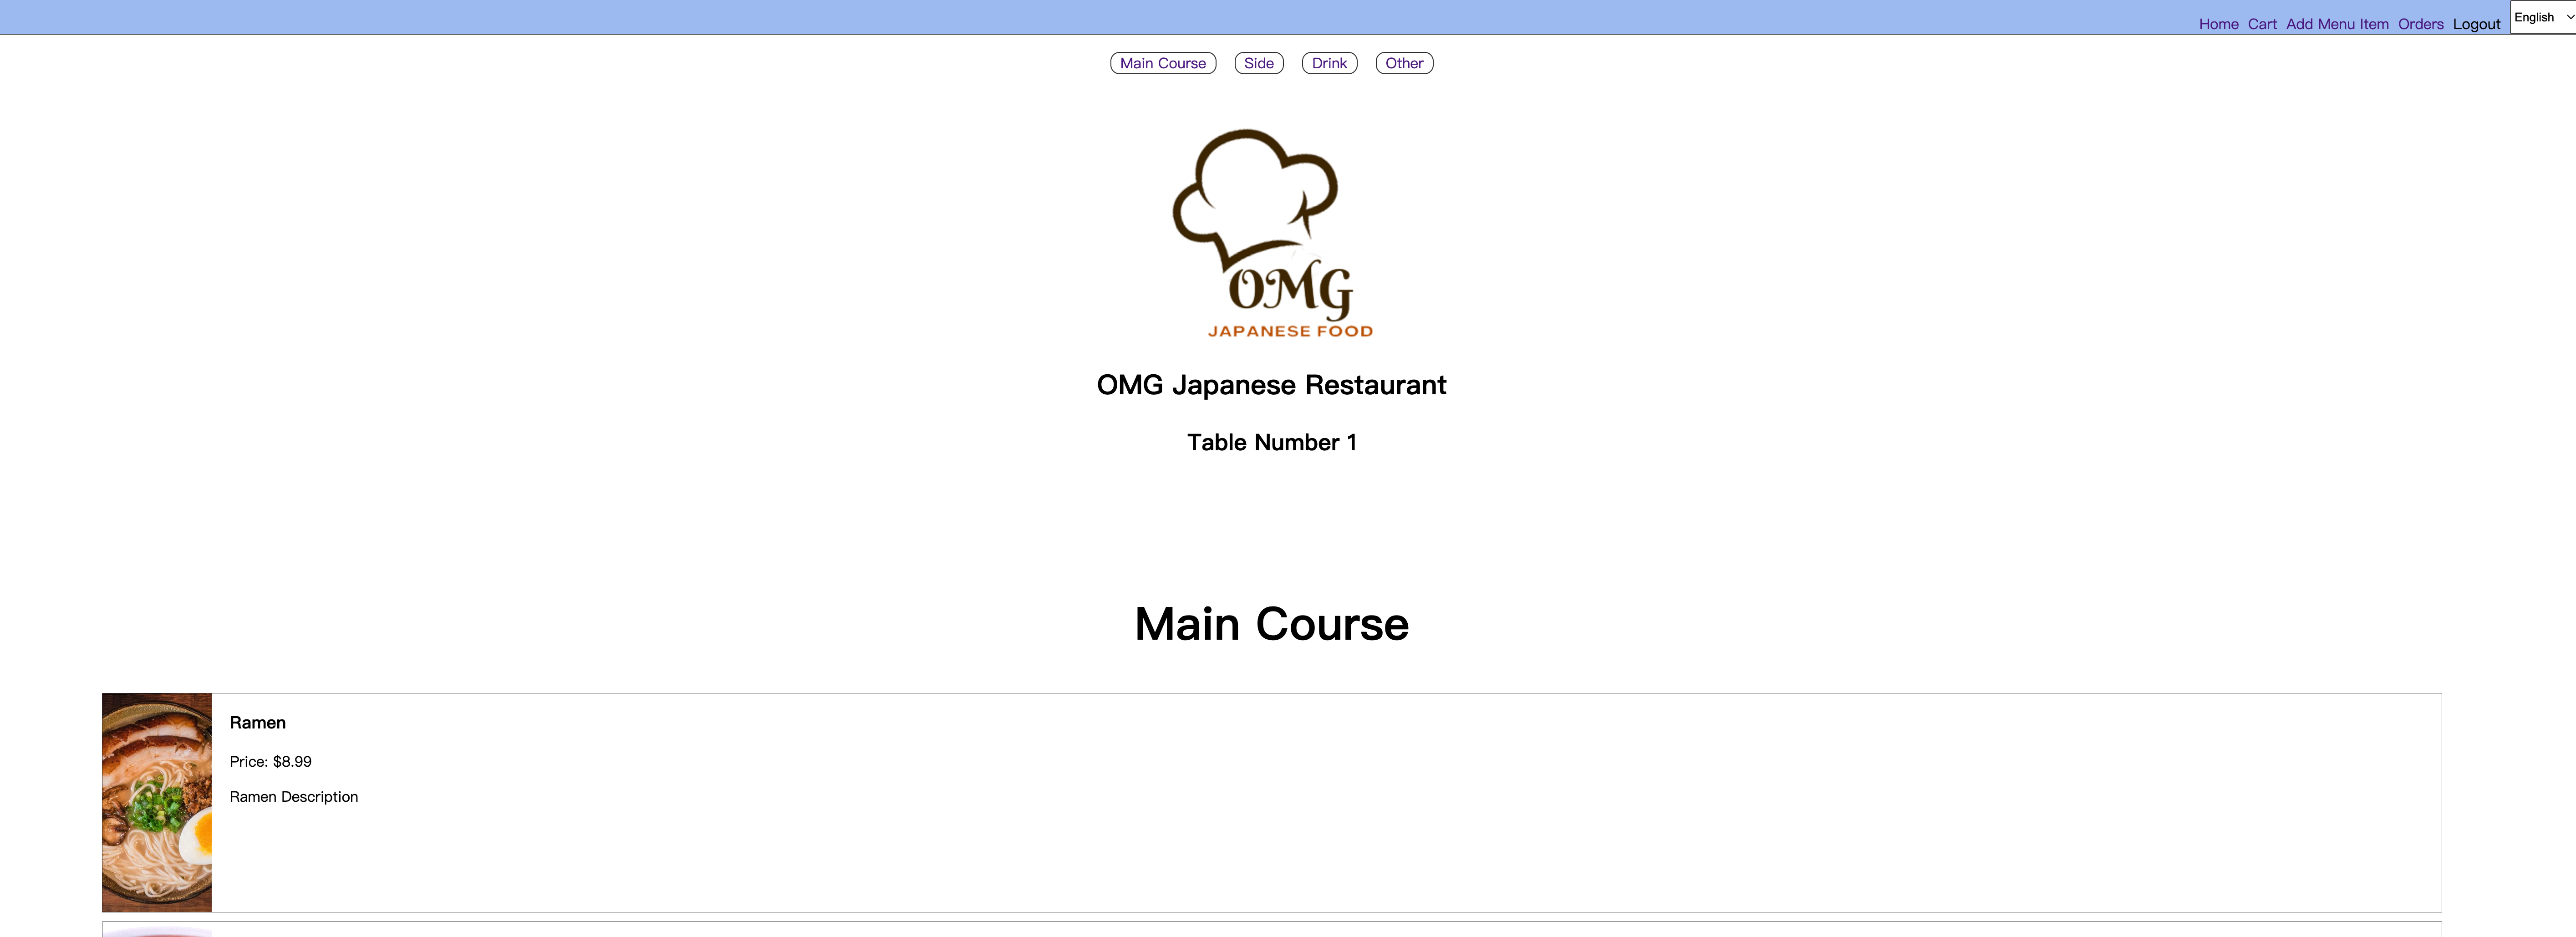 Home Cart Add Menu Item Orders Logout English
Main Course Side Drink Other
OMG
JAPANESE FOOD
OMG Japanese Restaurant
Table Number 1
Main Course
Ramen
Price: $8.99
Ramen Description